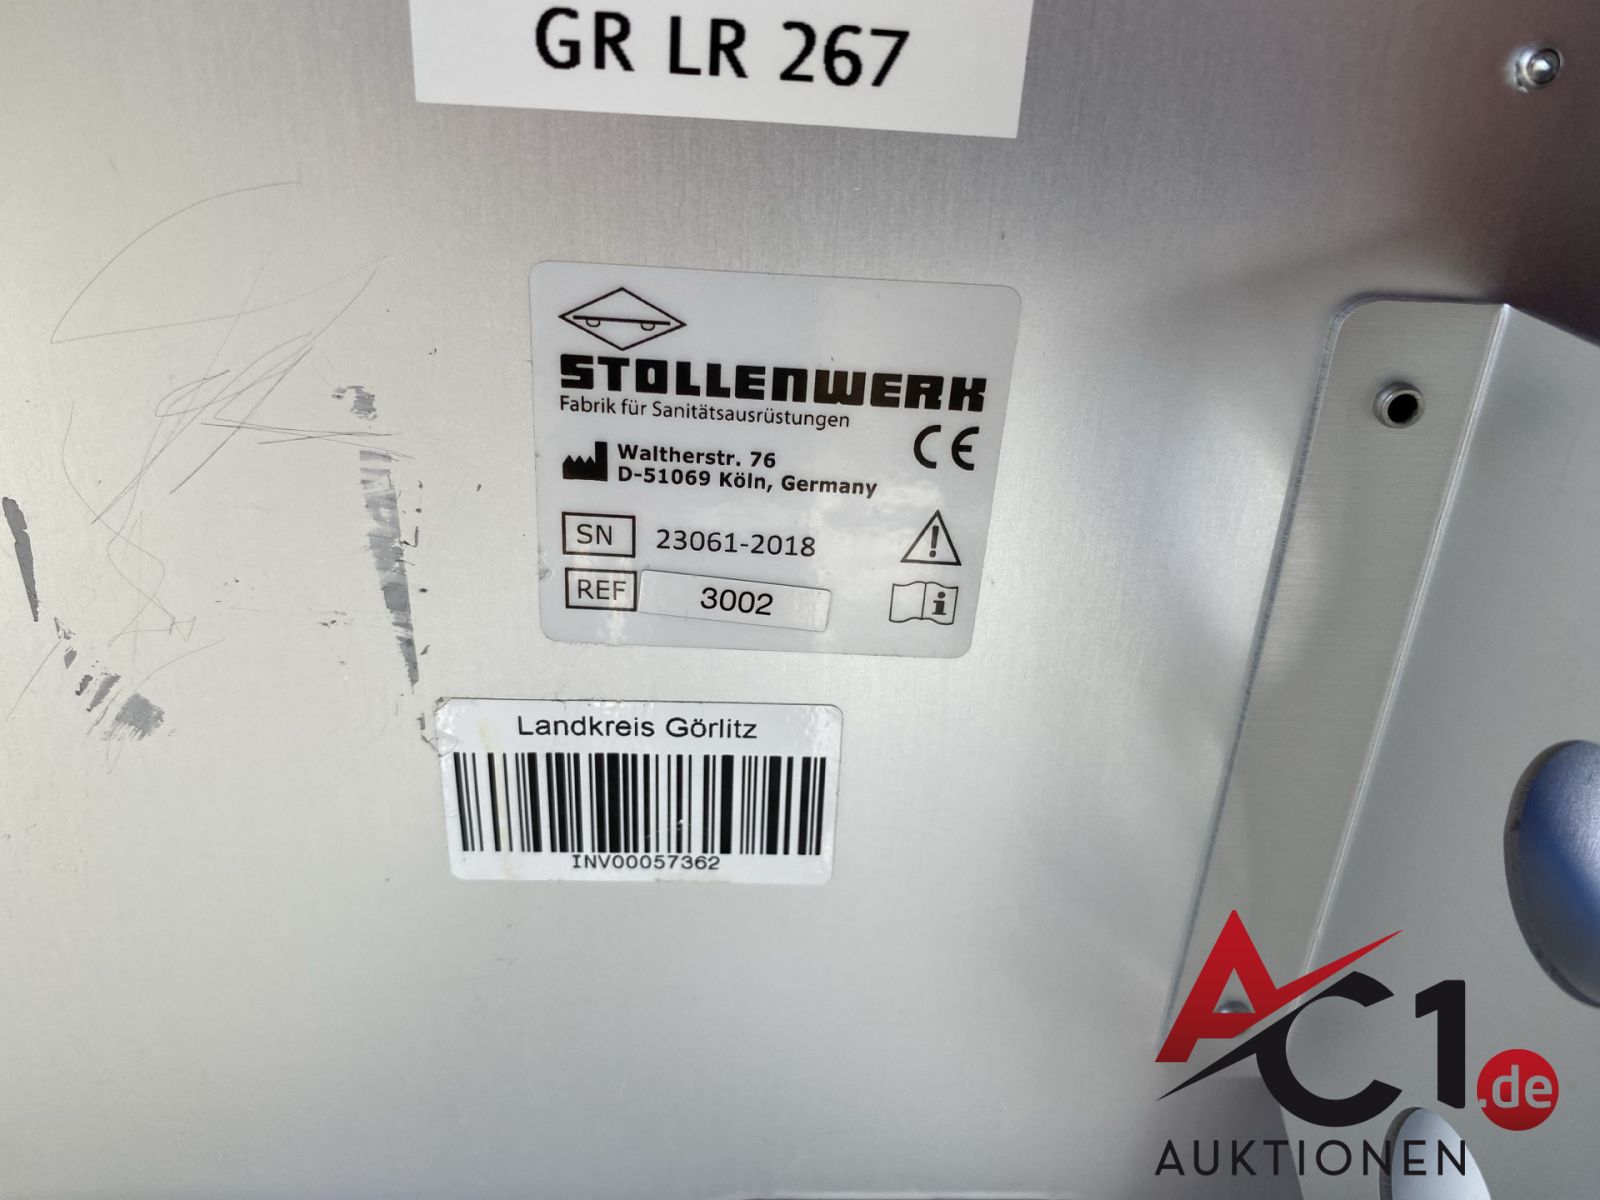 GR LR 267
STOLLENWERK
Fabrik für Sanitätsausrüstungen
CE
Waltherstr. 76
D-51069 Köln, Germany
SN 23061-2018
REF 3002
Landkreis Görlitz
INV00057362
AC1.de
AUKTIONEN